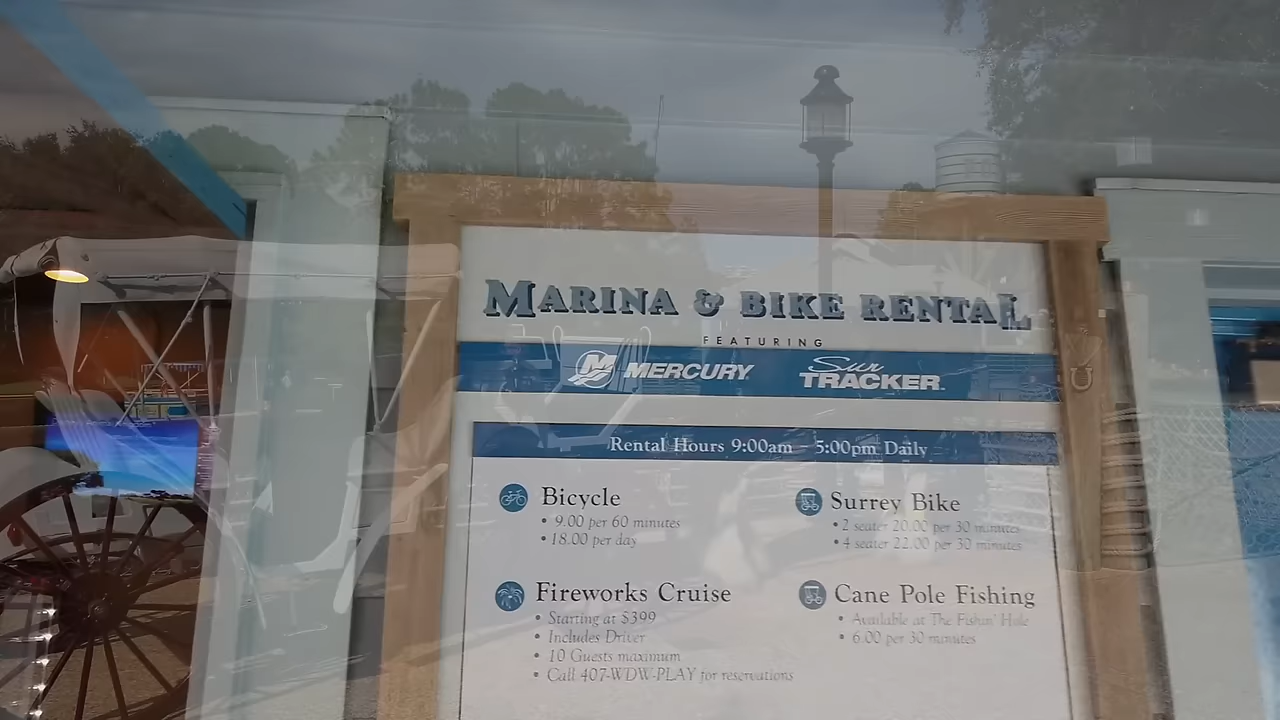 MARINA & BIKE RENTAL
FEATURING
MERCURY
Sun TRACKER
Rental Hours 9:00am - 5:00pm Daily
Bicycle
• 9.00 per 60 minutes
• 18.00 per day
Surrey Bike
• 2 seater 20.00 per 30 minutes
• 4 seater 22.00 per 30 minutes
Fireworks Cruise
• Starting at $399
• Includes Driver
• 10 Guests maximum
• Call 407-WDW-PLAY for reservations
Cane Pole Fishing
• Available at The Fishin' Hole
• 6.00 per 30 minutes